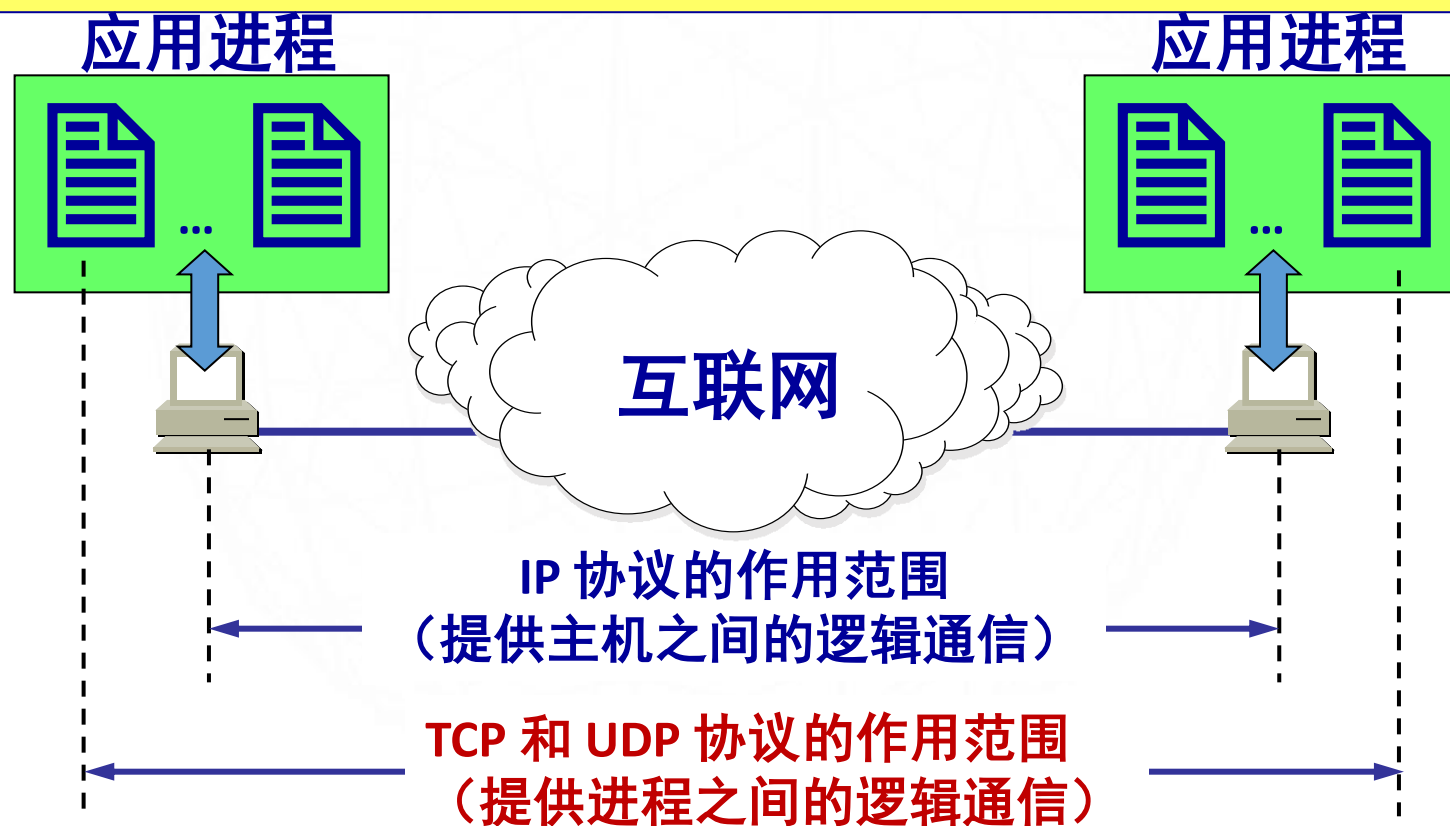 应用进程
应用进程
...
...
互联网
IP 协议的作用范围
（提供主机之间的逻辑通信）
TCP 和 UDP 协议的作用范围
（提供进程之间的逻辑通信）